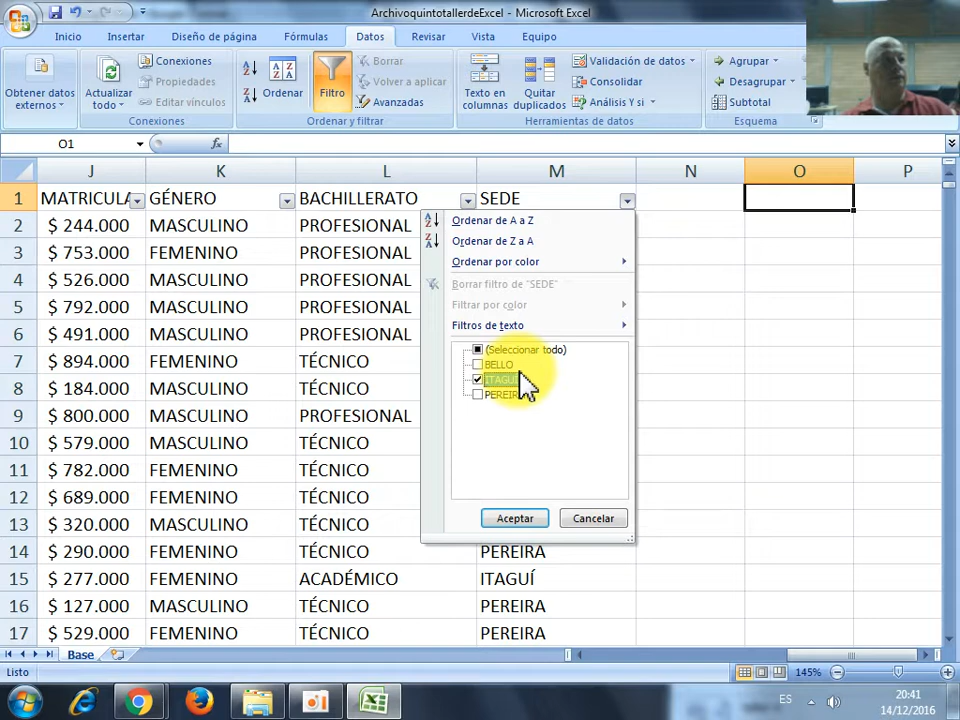 ArchivoquintotallerdeExcel - Microsoft Excel
Inicio Insertar Diseño de página Fórmulas Datos Revisar Vista Equipo
Obtener datos externos
Actualizar todo
Conexiones
Propiedades
Editar vínculos
Conexiones
Ordenar
Filtro
Borrar
Volver a aplicar
Avanzadas
Ordenar y filtrar
Texto en columnas
Quitar duplicados
Validación de datos
Consolidar
Análisis Y si
Herramientas de datos
Agrupar
Desagrupar
Subtotal
Esquema
O1 fx
J K L M N O P
1 MATRICULA GÉNERO BACHILLERATO SEDE
2 $ 244.000 MASCULINO PROFESIONAL
3 $ 753.000 FEMENINO PROFESIONAL
4 $ 526.000 MASCULINO PROFESIONAL
5 $ 792.000 MASCULINO PROFESIONAL
6 $ 491.000 MASCULINO PROFESIONAL
7 $ 894.000 FEMENINO TÉCNICO
8 $ 184.000 MASCULINO TÉCNICO
9 $ 800.000 MASCULINO PROFESIONAL
10 $ 579.000 MASCULINO TÉCNICO
11 $ 782.000 FEMENINO TÉCNICO
12 $ 689.000 FEMENINO TÉCNICO
13 $ 320.000 MASCULINO TÉCNICO
14 $ 290.000 FEMENINO TÉCNICO PEREIRA
15 $ 277.000 FEMENINO ACADÉMICO ITAGUÍ
16 $ 127.000 MASCULINO TÉCNICO PEREIRA
17 $ 529.000 FEMENINO TÉCNICO PEREIRA
Ordenar de A a Z
Ordenar de Z a A
Ordenar por color
Borrar filtro de "SEDE"
Filtrar por color
Filtros de texto
(Seleccionar todo)
BELLO
ITAGUÍ
PEREIR
Aceptar Cancelar
Base
Listo 145%
ES 20:41
14/12/2016